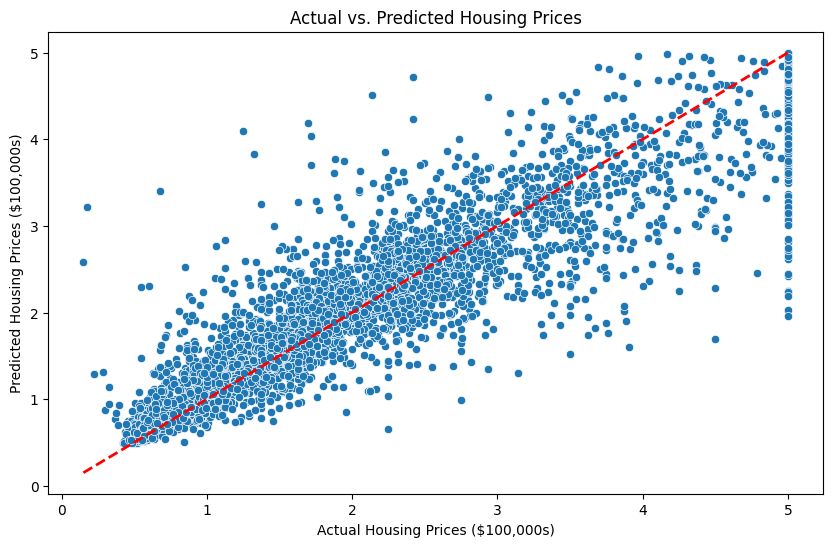 Actual vs. Predicted Housing Prices
Predicted Housing Prices ($100,000s)
5
4
3
2
1
0
0 1 2 3 4 5
Actual Housing Prices ($100,000s)